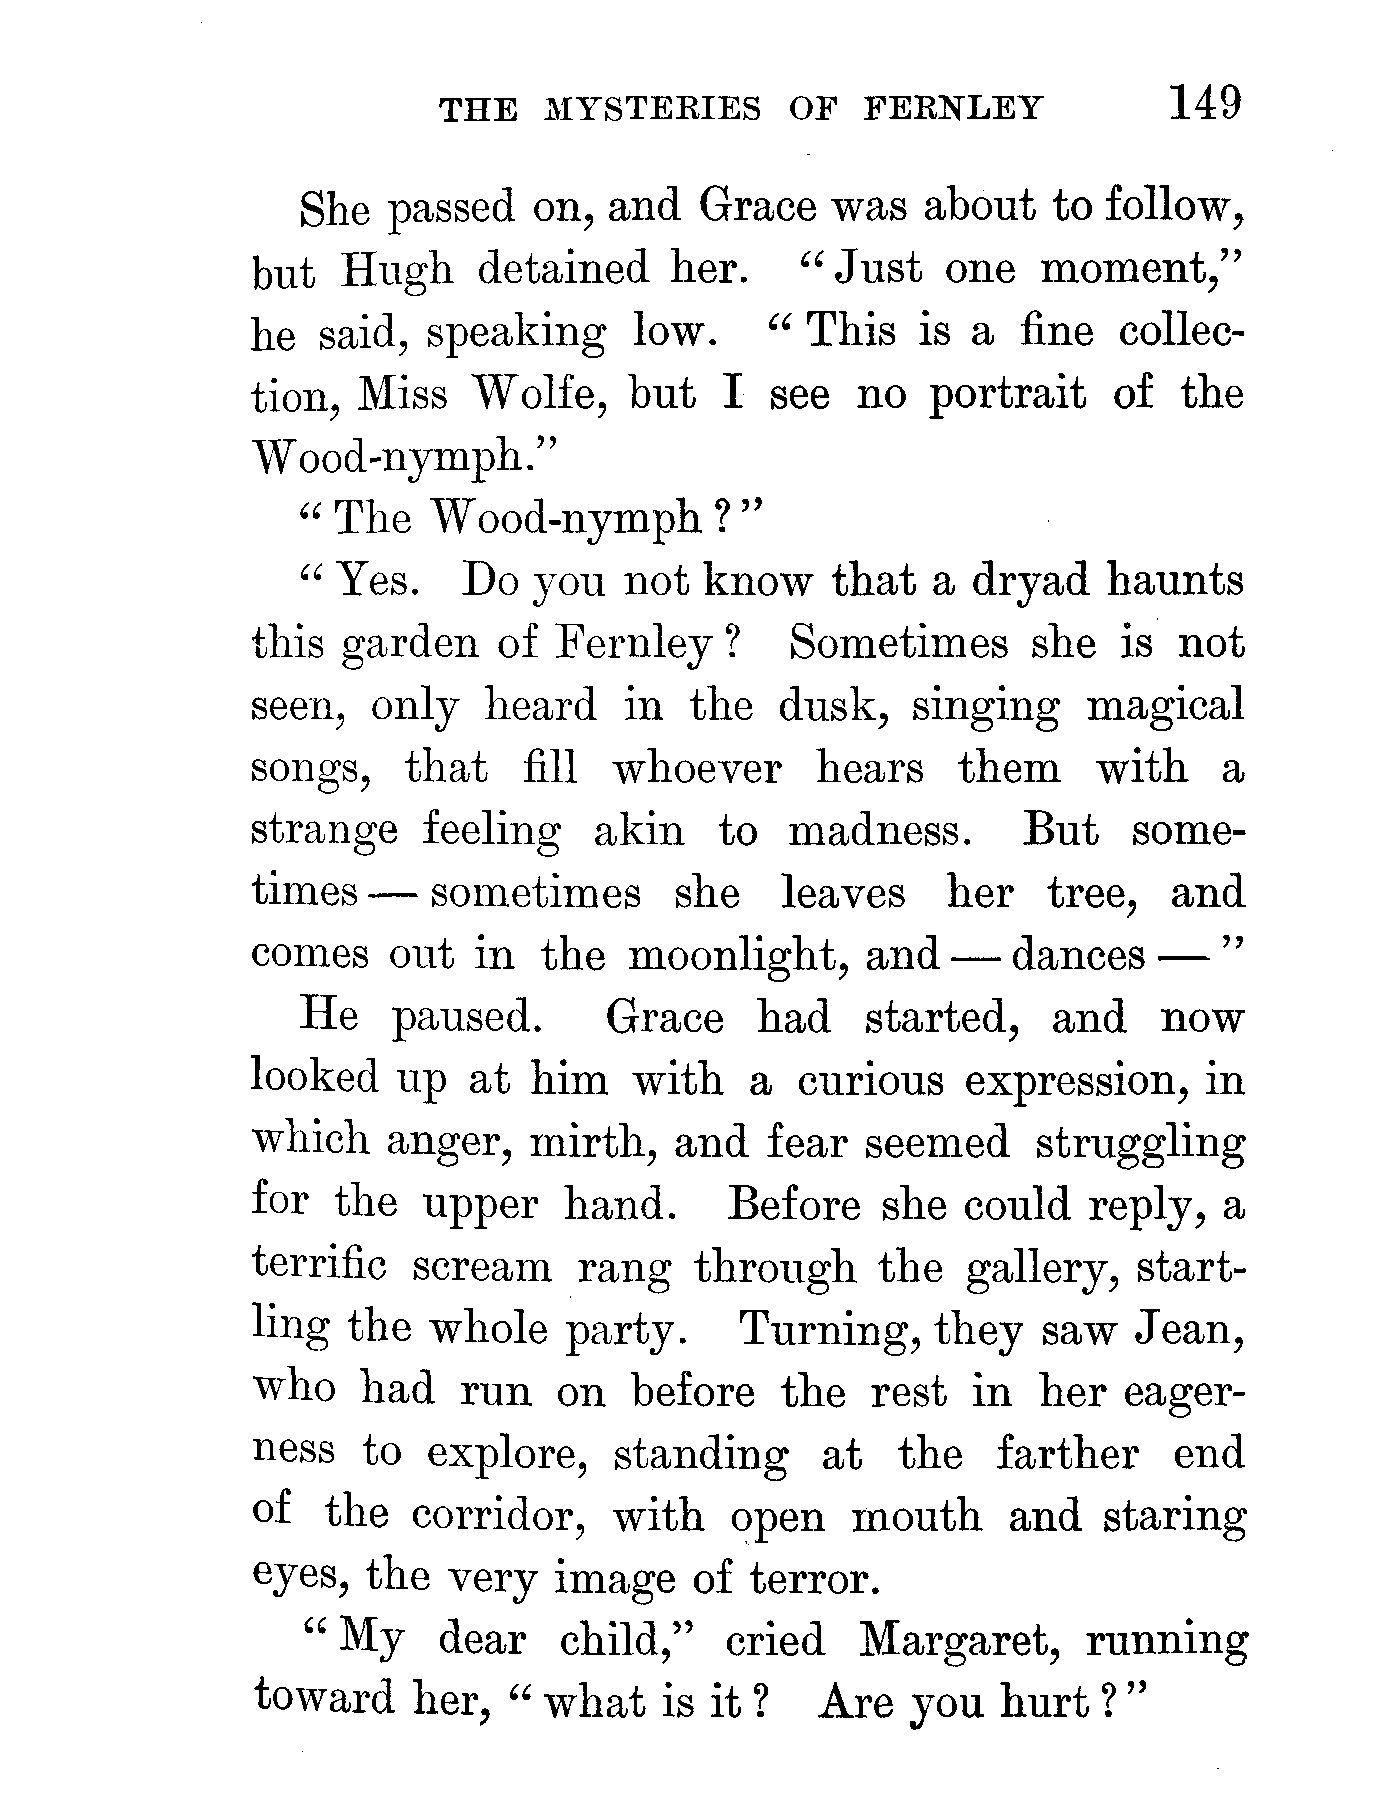 THE MYSTERIES OF FERNLEY 149
She passed on, and Grace was about to follow,
but Hugh detained her. "Just one moment,"
he said, speaking low. "This is a fine collec-
tion, Miss Wolfe, but I see no portrait of the
Wood-nymph."
"The Wood-nymph?"
"Yes. Do you not know that a dryad haunts
this garden of Fernley? Sometimes she is not
seen, only heard in the dusk, singing magical
songs, that fill whoever hears them with a
strange feeling akin to madness. But some-
times — sometimes she leaves her tree, and
comes out in the moonlight, and — dances — "
He paused. Grace had started, and now
looked up at him with a curious expression, in
which anger, mirth, and fear seemed struggling
for the upper hand. Before she could reply, a
terrific scream rang through the gallery, start-
ling the whole party. Turning, they saw Jean,
who had run on before the rest in her eager-
ness to explore, standing at the farther end
of the corridor, with open mouth and staring
eyes, the very image of terror.
"My dear child," cried Margaret, running
toward her, "what is it? Are you hurt?"